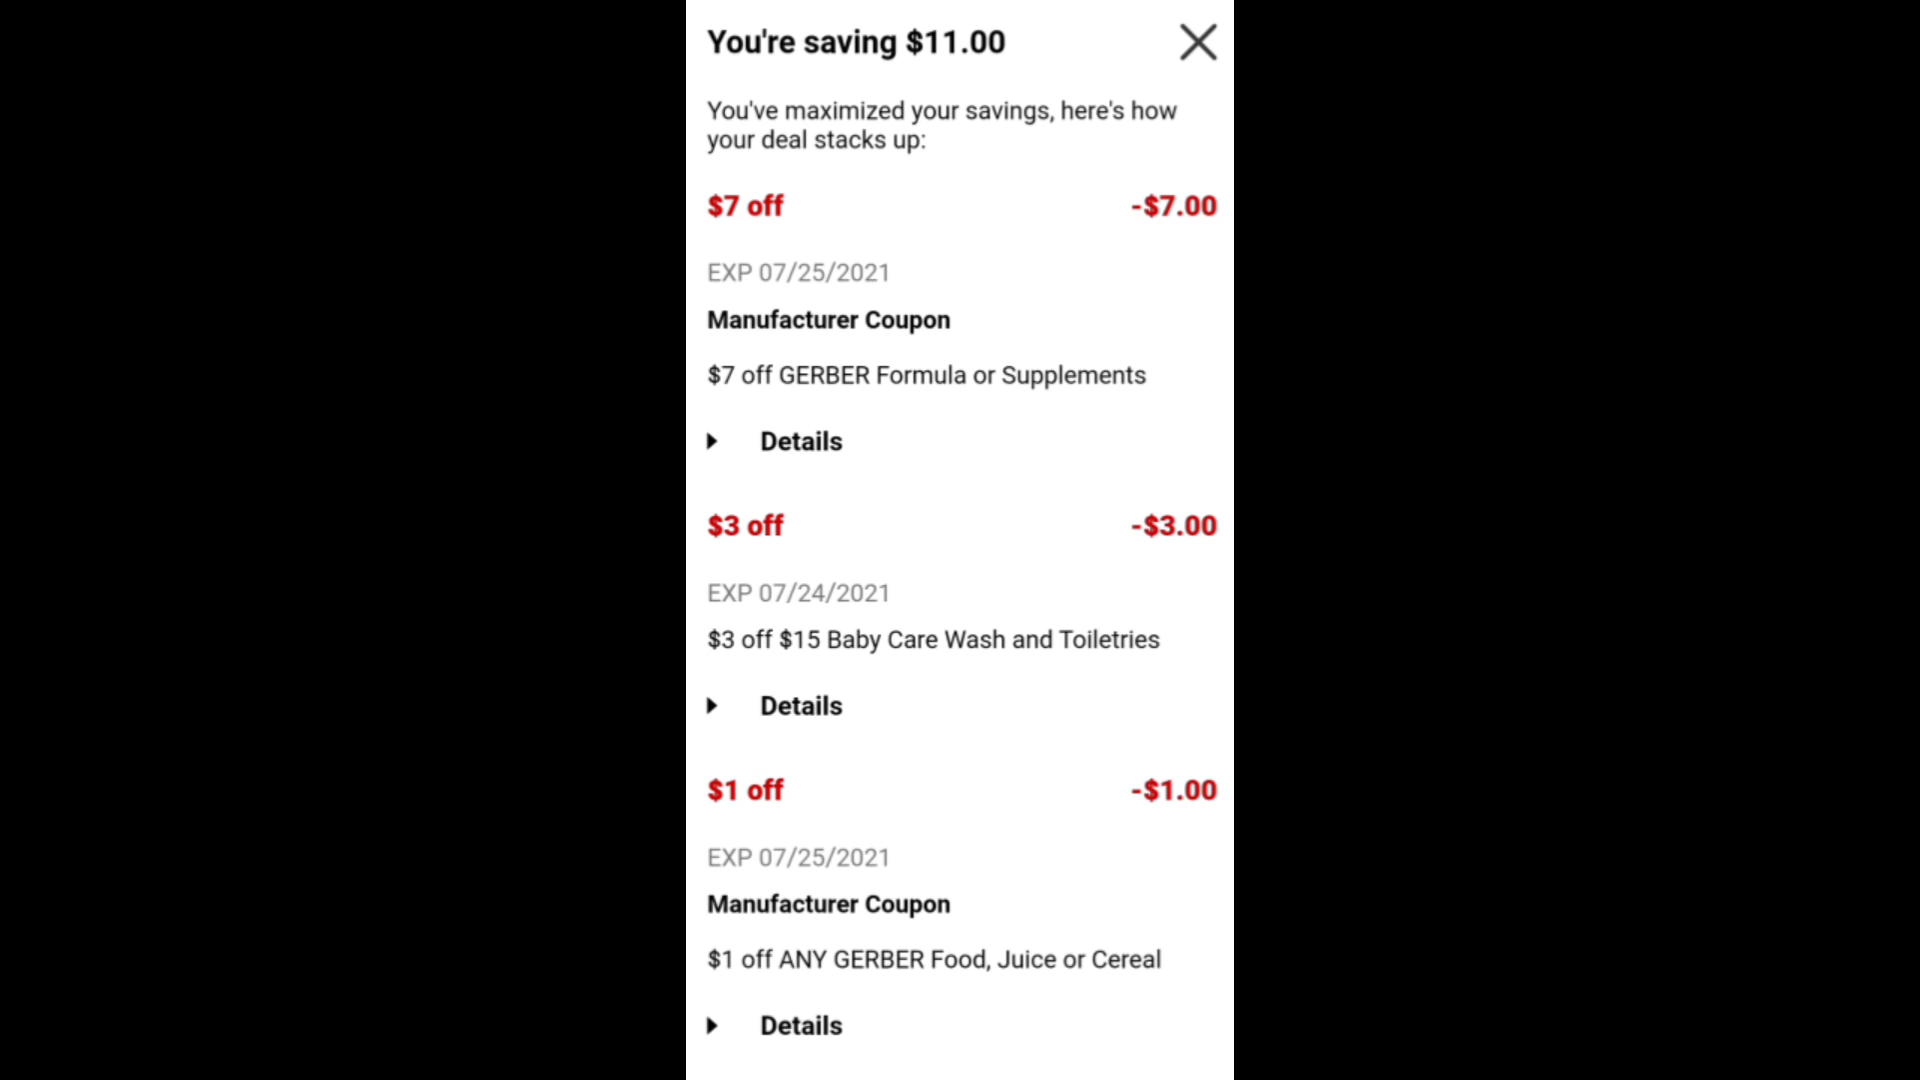 You're saving $11.00
You've maximized your savings, here's how
your deal stacks up:
$7 off -$7.00
EXP 07/25/2021
Manufacturer Coupon
$7 off GERBER Formula or Supplements
Details
$3 off -$3.00
EXP 07/24/2021
$3 off $15 Baby Care Wash and Toiletries
Details
$1 off -$1.00
EXP 07/25/2021
Manufacturer Coupon
$1 off ANY GERBER Food, Juice or Cereal
Details